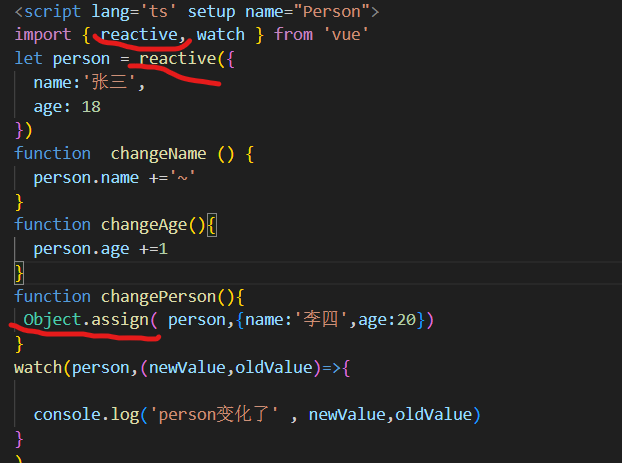 <script lang='ts' setup name="Person">
import { reactive, watch } from 'vue'
let person = reactive({
  name:'张三',
  age: 18
})
function  changeName () {
  person.name +='~'
}
function changeAge(){
  person.age +=1
}
function changePerson(){
 Object.assign( person,{name:'李四',age:20})
}
watch(person,(newValue,oldValue)=>{
  console.log('person变化了' , newValue,oldValue)
}
)